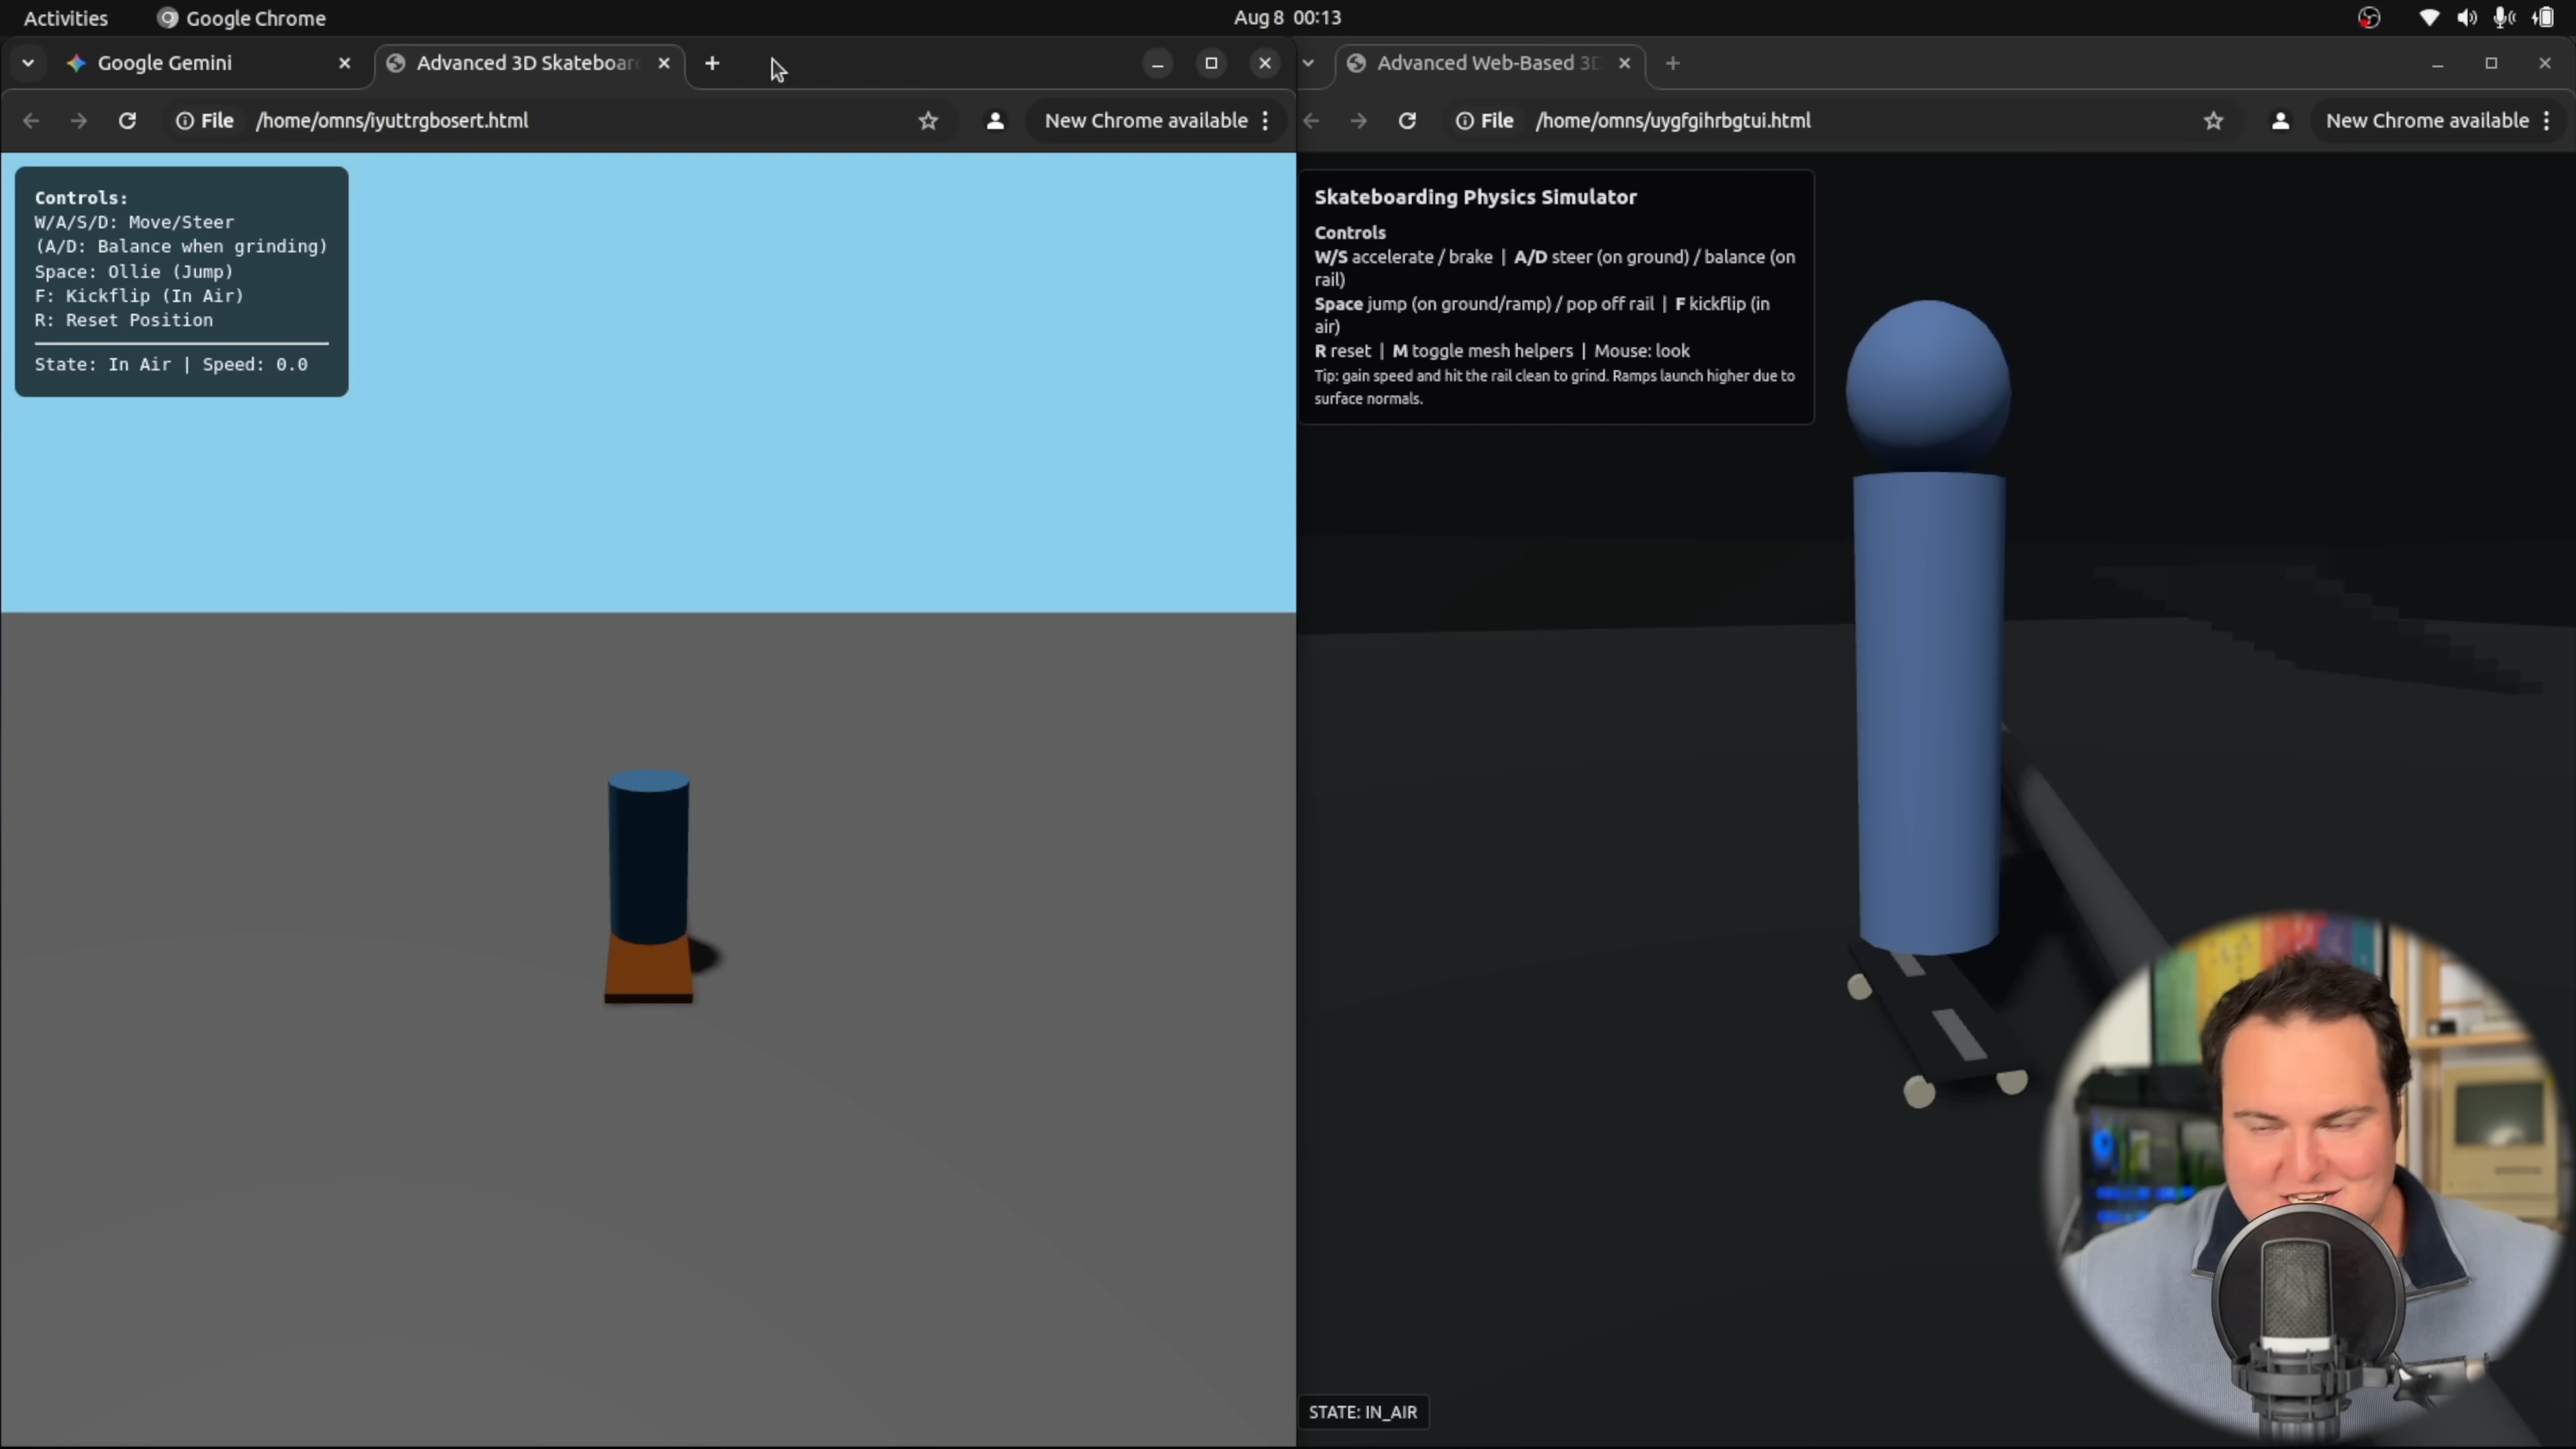 Activities
Google Chrome
Aug 8 00:13
Google Gemini
Advanced 3D Skateboar
File
/home/omns/iyuttrgbosert.html
New Chrome available
Controls:
W/A/S/D: Move/Steer
(A/D: Balance when grinding)
Space: Ollie (Jump)
F: Kickflip (In Air)
R: Reset Position
State: In Air | Speed: 0.0
Advanced Web-Based 3D
File
/home/omns/uygfgihrbgtui.html
New Chrome available
Skateboarding Physics Simulator
Controls
W/S accelerate / brake | A/D steer (on ground) / balance (on
rail)
Space jump (on ground/ramp) / pop off rail | F kickflip (in
air)
R reset | M toggle mesh helpers | Mouse: look
Tip: gain speed and hit the rail clean to grind. Ramps launch higher due to
surface normals.
STATE: IN_AIR